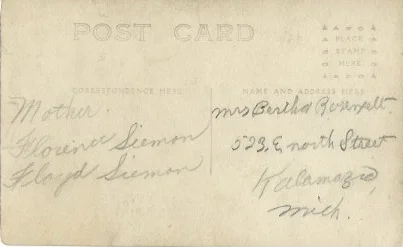 POST CARD
PLACE
STAMP
HERE
CORRESPONDENCE HERE
NAME AND ADDRESS HERE
Mother.
Florence Siemon
Floyd Siemon
Mrs Bertha
523, E north Street
Kalamazoo,
Mich.